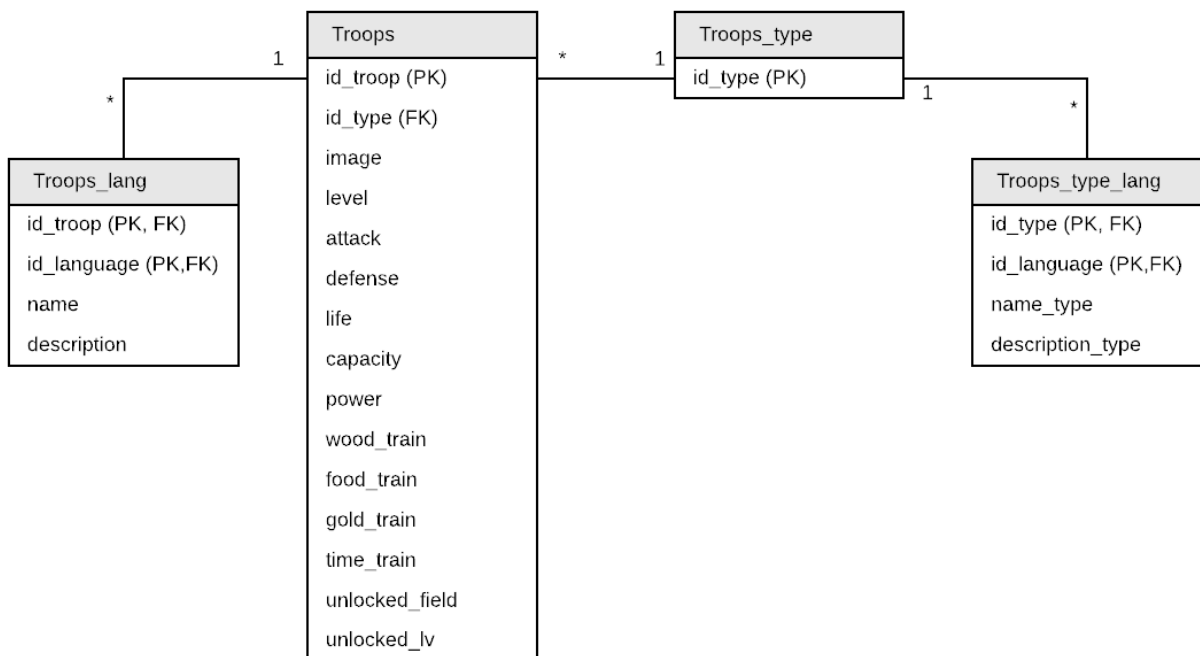 Troops
id_troop (PK)
id_type (FK)
image
level
attack
defense
life
capacity
power
wood_train
food_train
gold_train
time_train
unlocked_field
unlocked_lv
Troops_type
id_type (PK)
Troops_lang
id_troop (PK, FK)
id_language (PK,FK)
name
description
Troops_type_lang
id_type (PK, FK)
id_language (PK,FK)
name_type
description_type
1
*
*
1
1
*